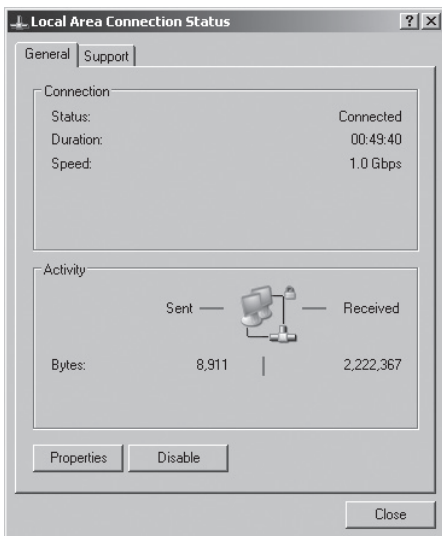 Local Area Connection Status
General Support
Connection
Status: Connected
Duration: 00:49:40
Speed: 1.0 Gbps
Activity
Sent Received
Bytes: 8,911 2,222,367
Properties Disable
Close